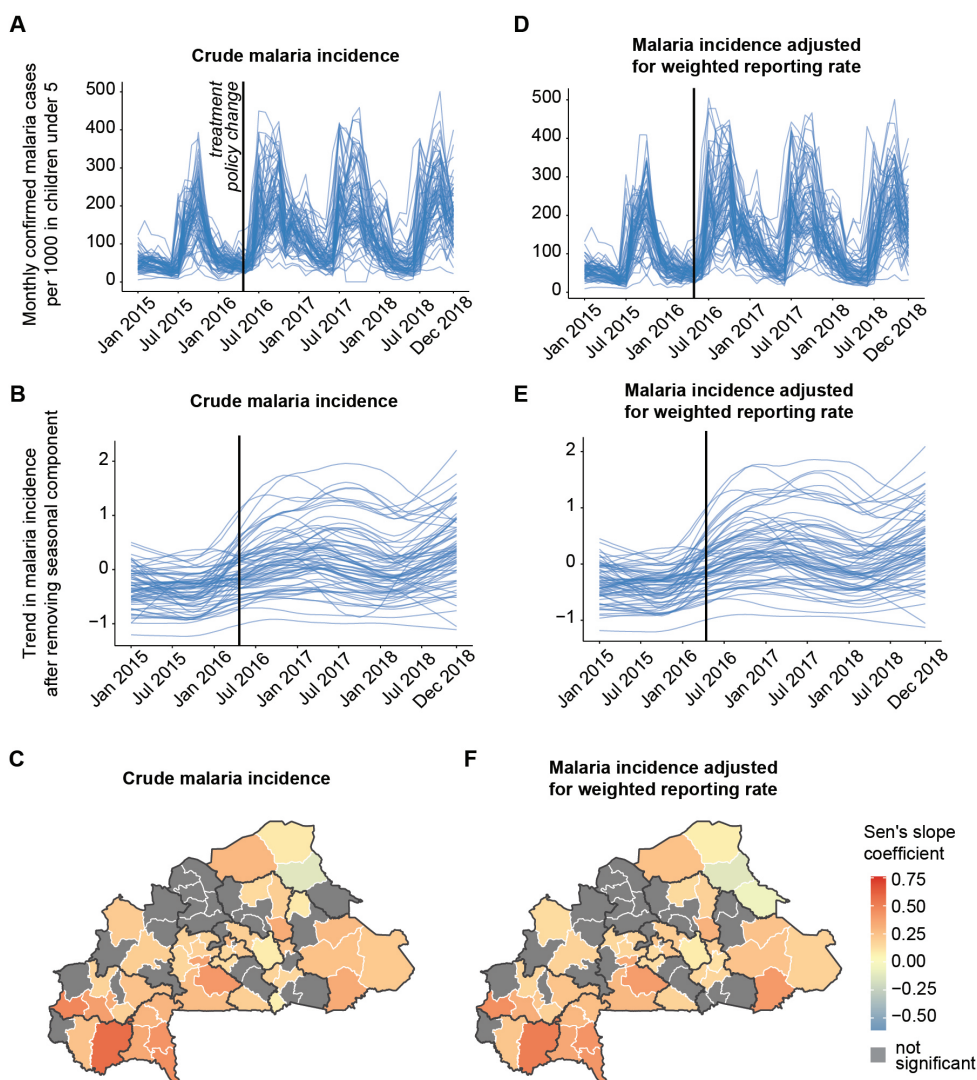 A
Crude malaria incidence
Monthly confirmed malaria cases
per 1000 in children under 5
500
400
300
200
100
0
treatment
policy change
Jan 2015
Jul 2015
Jan 2016
Jul 2016
Jan 2017
Jul 2017
Jan 2018
Jul 2018
Dec 2018
D
Malaria incidence adjusted
for weighted reporting rate
500
400
300
200
100
0
Jan 2015
Jul 2015
Jan 2016
Jul 2016
Jan 2017
Jul 2017
Jan 2018
Jul 2018
Dec 2018
B
Crude malaria incidence
Trend in malaria incidence
after removing seasonal component
2
1
0
−1
Jan 2015
Jul 2015
Jan 2016
Jul 2016
Jan 2017
Jul 2017
Jan 2018
Jul 2018
Dec 2018
E
Malaria incidence adjusted
for weighted reporting rate
2
1
0
−1
Jan 2015
Jul 2015
Jan 2016
Jul 2016
Jan 2017
Jul 2017
Jan 2018
Jul 2018
Dec 2018
C
Crude malaria incidence
F
Malaria incidence adjusted
for weighted reporting rate
Sen's slope
coefficient
0.75
0.50
0.25
0.00
−0.25
−0.50
not
significant